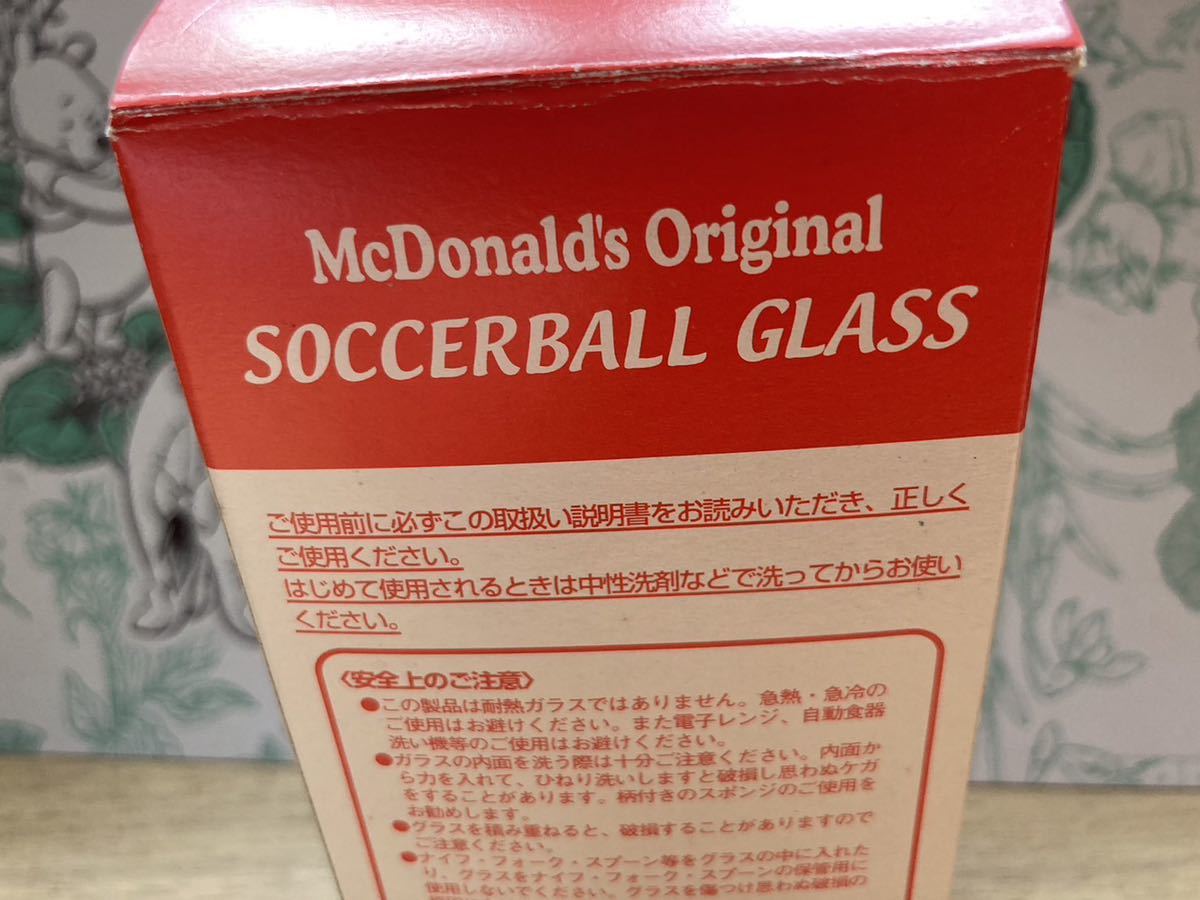 McDonald's Original
SOCCERBALL GLASS
ご使用前に必ずこの取扱い説明書をお読みいただき、正しく
ご使用ください。
はじめて使用されるときは中性洗剤などで洗ってからお使い
ください。
〈安全上のご注意〉
●この製品は耐熱ガラスではありません。急熱・急冷の
ご使用はお避けください。また電子レンジ、自動食器
洗い機等のご使用はお避けください。
●ガラスの内面を洗う際は十分ご注意ください。内面か
ら力を入れて、ひねり洗いしますと破損し思わぬケガ
をすることがあります。柄付きのスポンジのご使用を
お勧めします。
●グラスを積み重ねると、破損することがありますので
ご注意ください。
●ナイフ・フォーク・スプーン等をグラスの中に入れた
り、グラスをナイフ・フォーク・スプーンの保管用に
使用しないでください。グラスを傷つけ思わぬ破損の